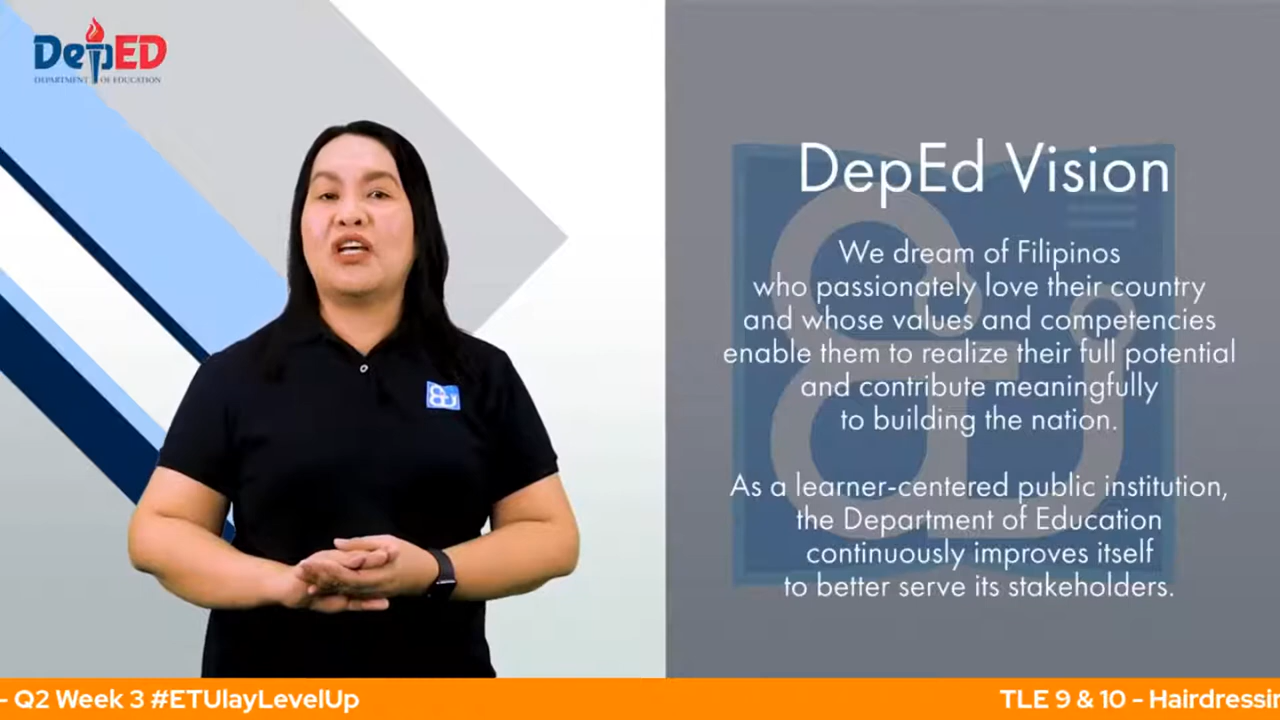 DepED
DEPARTMENT OF EDUCATION
DepEd Vision
We dream of Filipinos
who passionately love their country
and whose values and competencies
enable them to realize their full potential
and contribute meaningfully
to building the nation.
As a learner-centered public institution,
the Department of Education
continuously improves itself
to better serve its stakeholders.
- Q2 Week 3 #ETUlayLevelUp
TLE 9 & 10 - Hairdressin